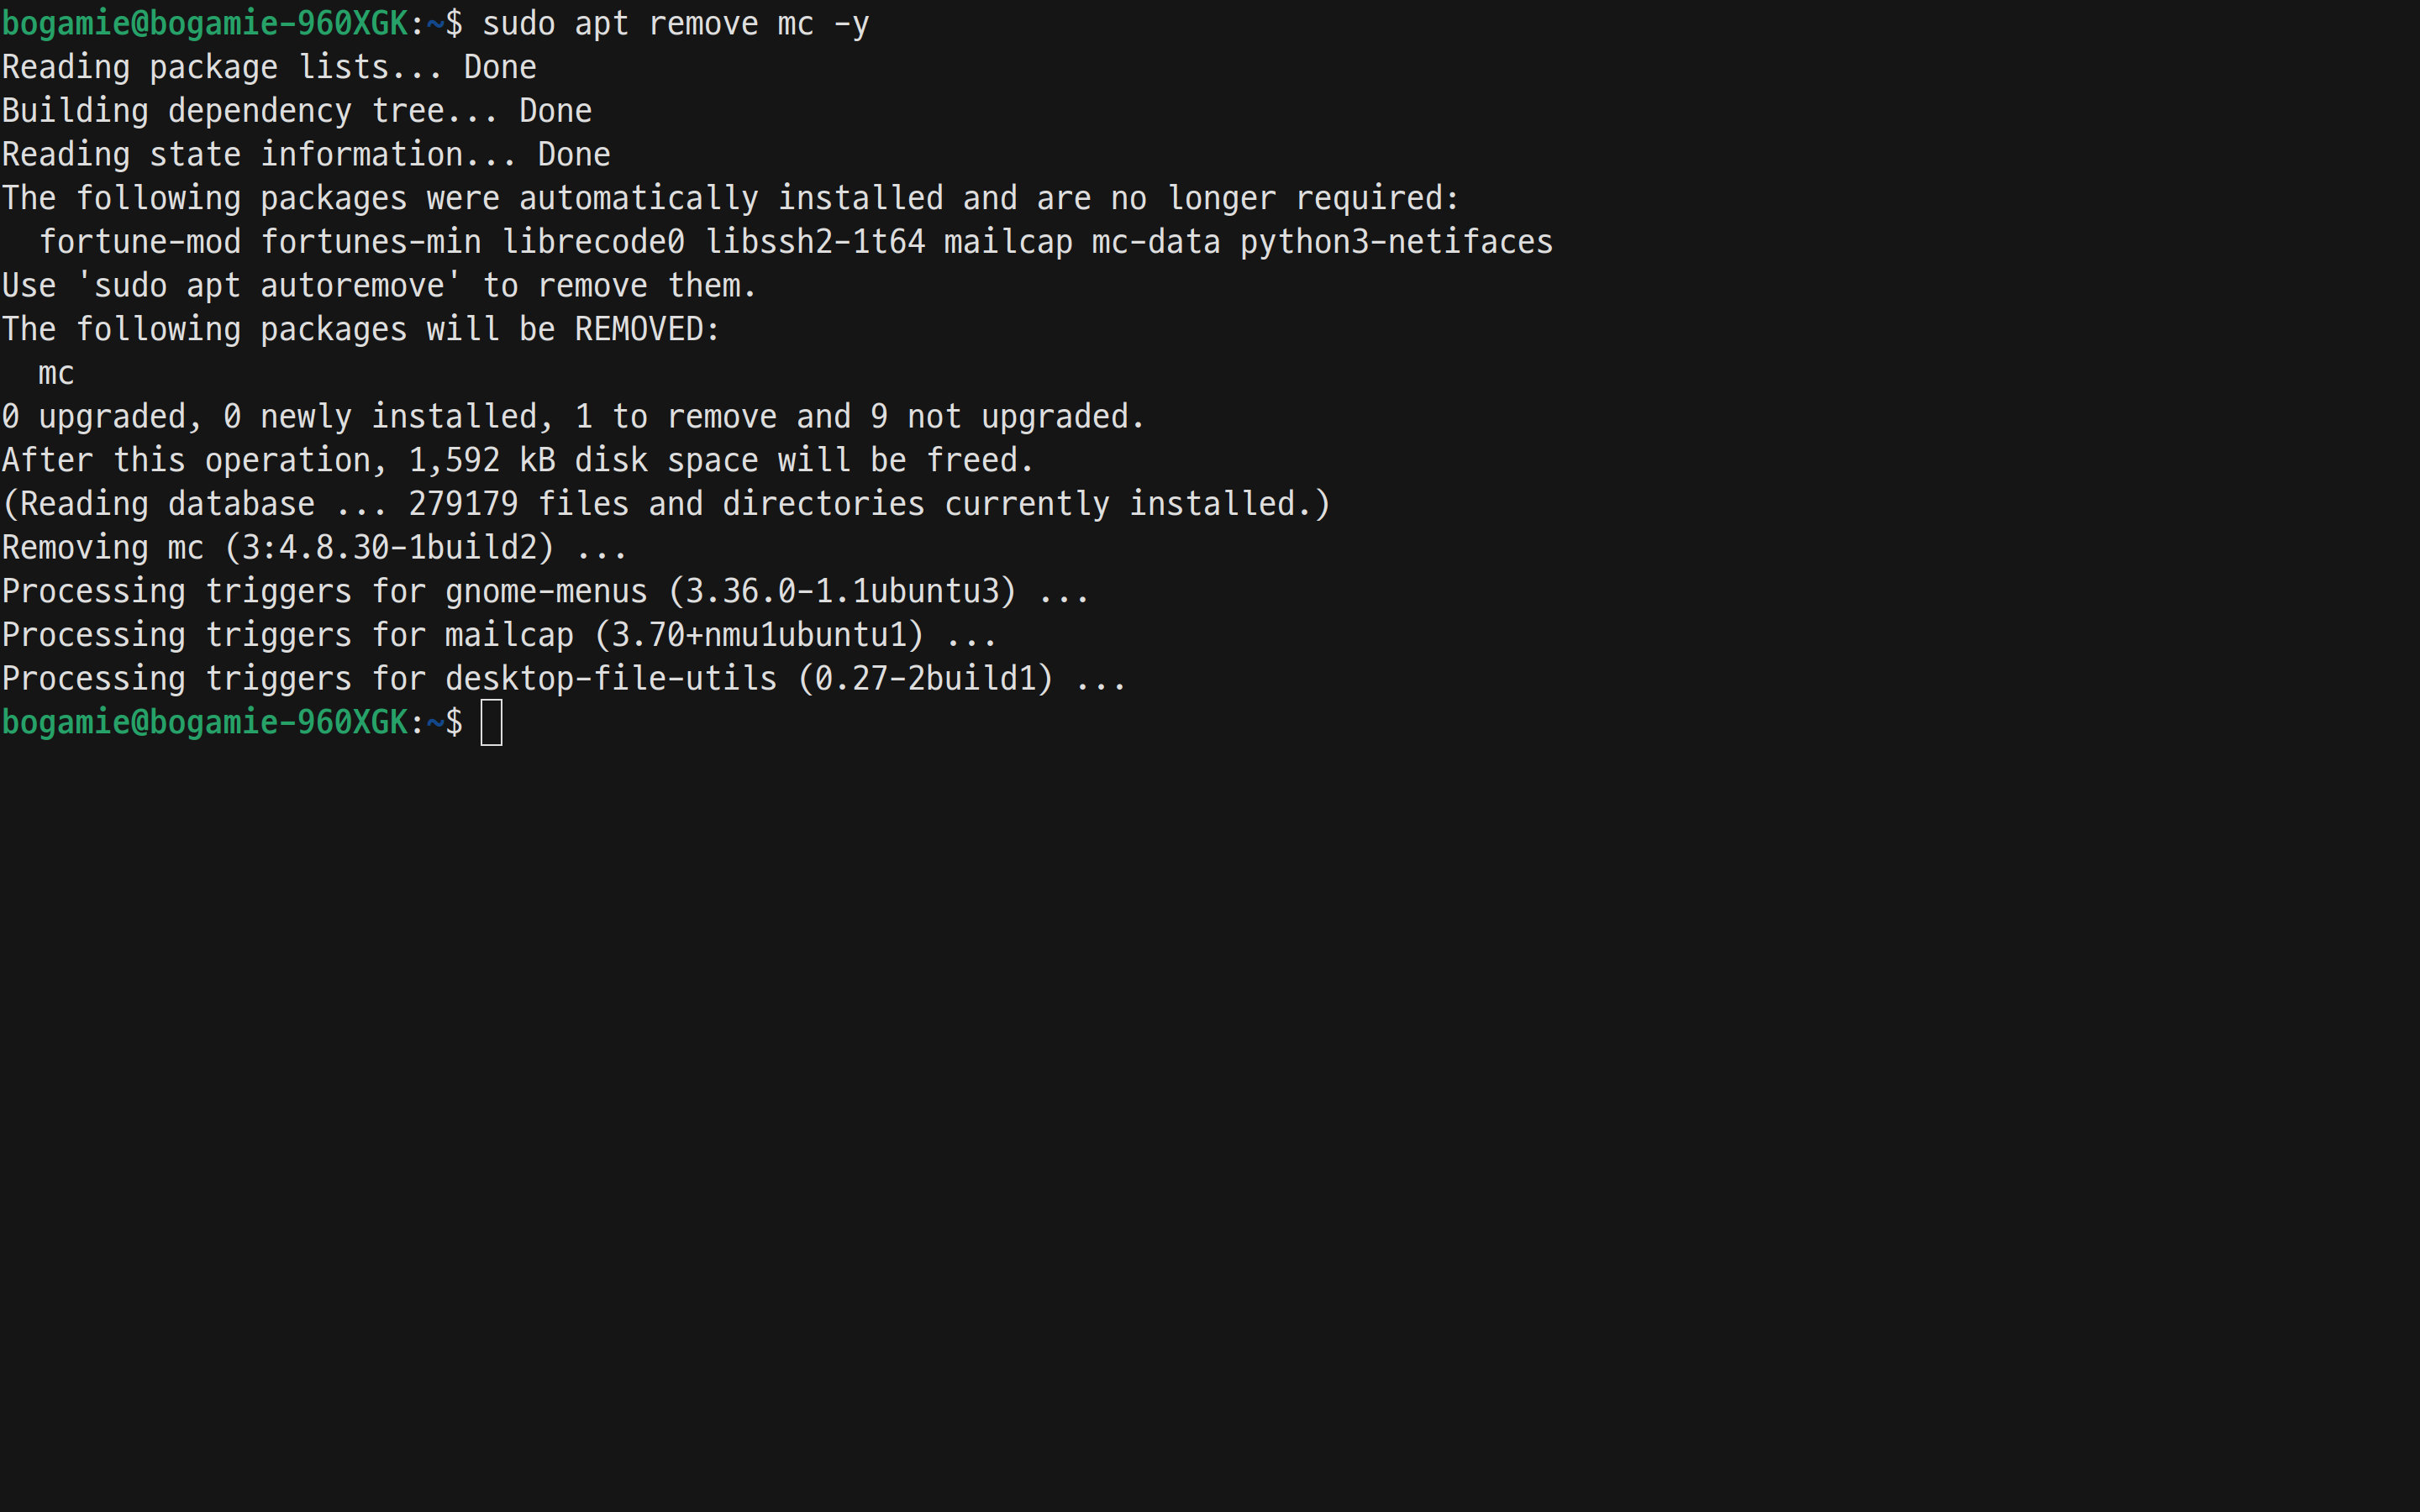 bogamie@bogamie-960XGK:~$ sudo apt remove mc -y
Reading package lists... Done
Building dependency tree... Done
Reading state information... Done
The following packages were automatically installed and are no longer required:
  fortune-mod fortunes-min librecode0 libssh2-1t64 mailcap mc-data python3-netifaces
Use 'sudo apt autoremove' to remove them.
The following packages will be REMOVED:
  mc
0 upgraded, 0 newly installed, 1 to remove and 9 not upgraded.
After this operation, 1,592 kB disk space will be freed.
(Reading database ... 279179 files and directories currently installed.)
Removing mc (3:4.8.30-1build2) ...
Processing triggers for gnome-menus (3.36.0-1.1ubuntu3) ...
Processing triggers for mailcap (3.70+nmu1ubuntu1) ...
Processing triggers for desktop-file-utils (0.27-2build1) ...
bogamie@bogamie-960XGK:~$